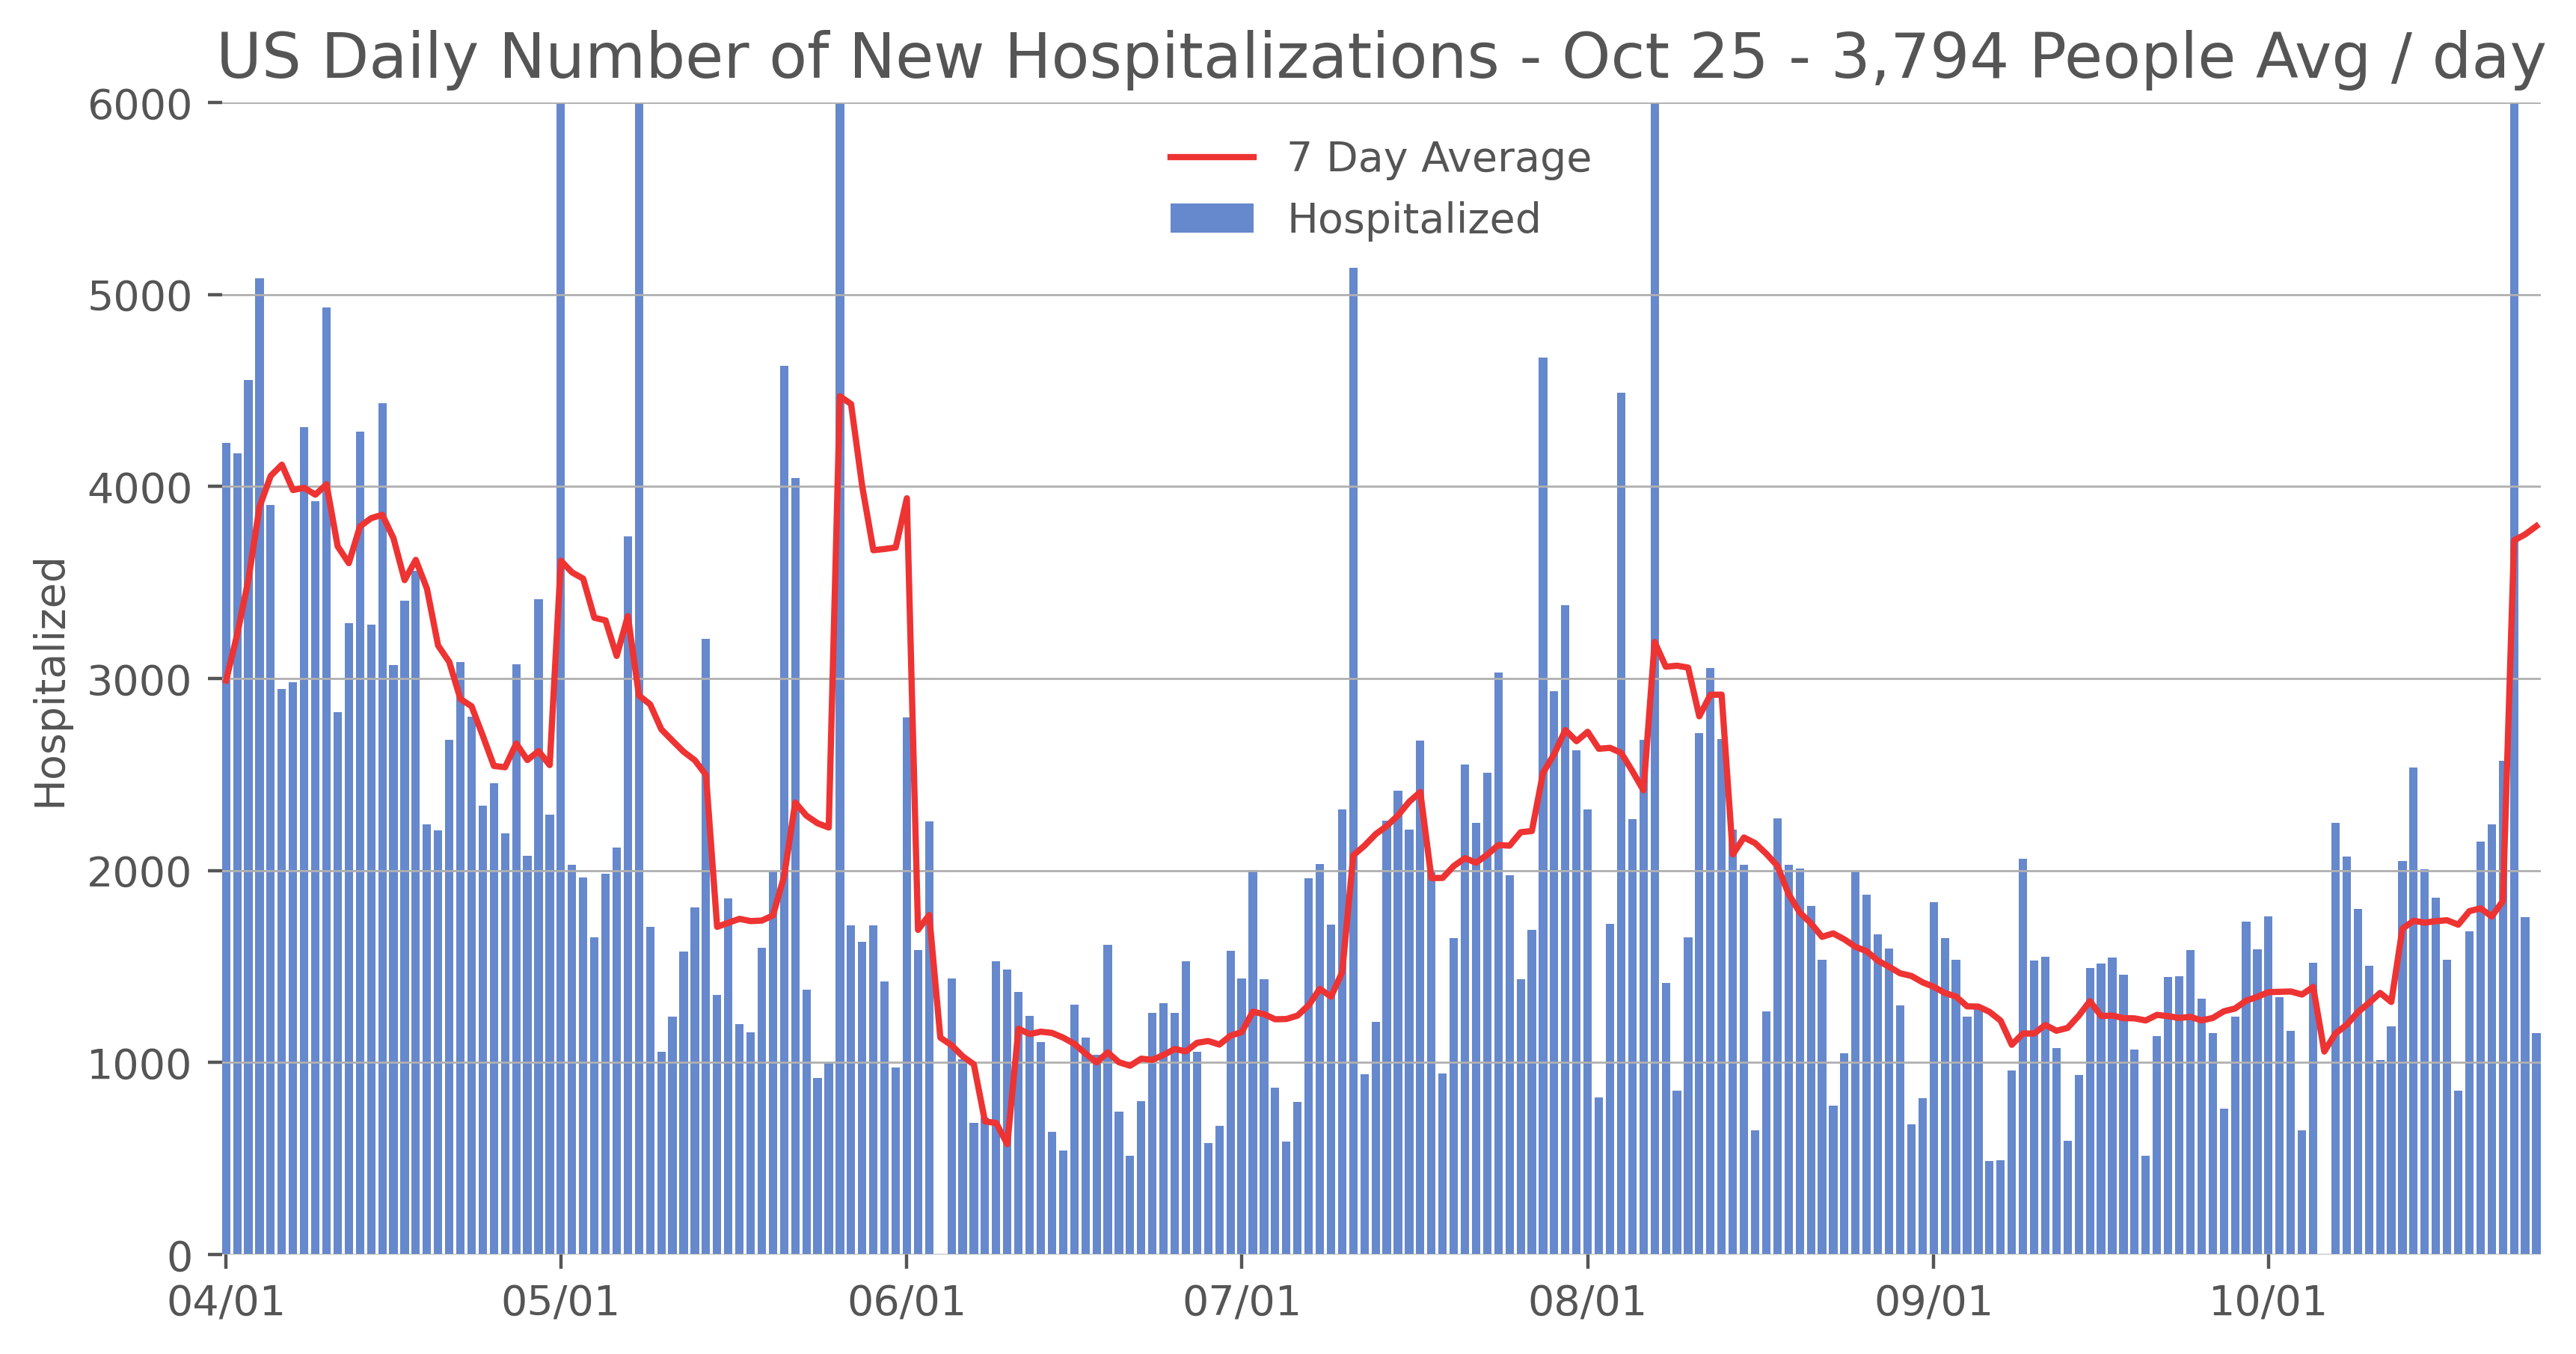 US Daily Number of New Hospitalizations - Oct 25 - 3,794 People Avg / day
6000
5000
4000
3000
2000
1000
0
Hospitalized
7 Day Average
Hospitalized
04/01 05/01 06/01 07/01 08/01 09/01 10/01